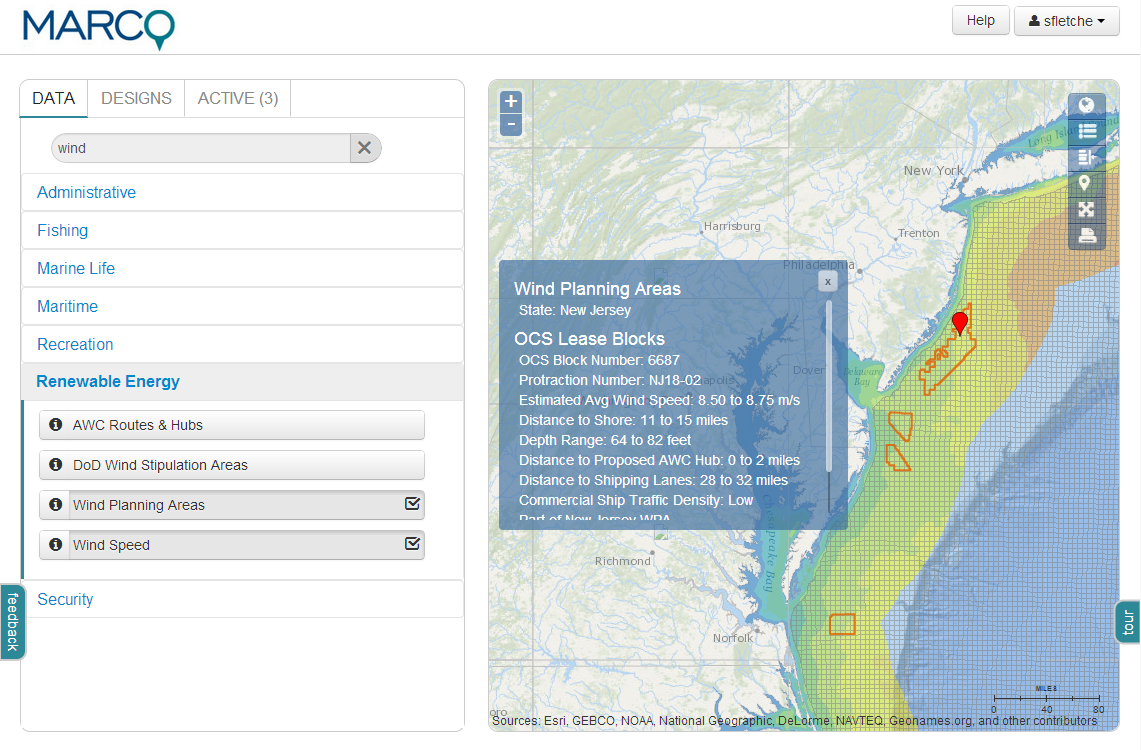 MARCO
Help
sfletche
DATA
DESIGNS
ACTIVE (3)
wind
Administrative
Fishing
Marine Life
Maritime
Recreation
Renewable Energy
AWC Routes & Hubs
DoD Wind Stipulation Areas
Wind Planning Areas
Wind Speed
Security
feedback
+
-
Long Island
New York
Harrisburg
Trenton
Philadelphia
x
Wind Planning Areas
State: New Jersey
OCS Lease Blocks
OCS Block Number: 6687
Protraction Number: NJ18-02
Estimated Avg Wind Speed: 8.50 to 8.75 m/s
Distance to Shore: 11 to 15 miles
Depth Range: 64 to 82 feet
Distance to Proposed AWC Hub: 0 to 2 miles
Distance to Shipping Lanes: 28 to 32 miles
Commercial Ship Traffic Density: Low
Part of New Jersey WPA
Dover
Delaware
Bay
Chesapeake Bay
Richmond
Norfolk
tour
MILES
0 40 80
Sources: Esri, GEBCO, NOAA, National Geographic, DeLorme, NAVTEQ, Geonames.org, and other contributors